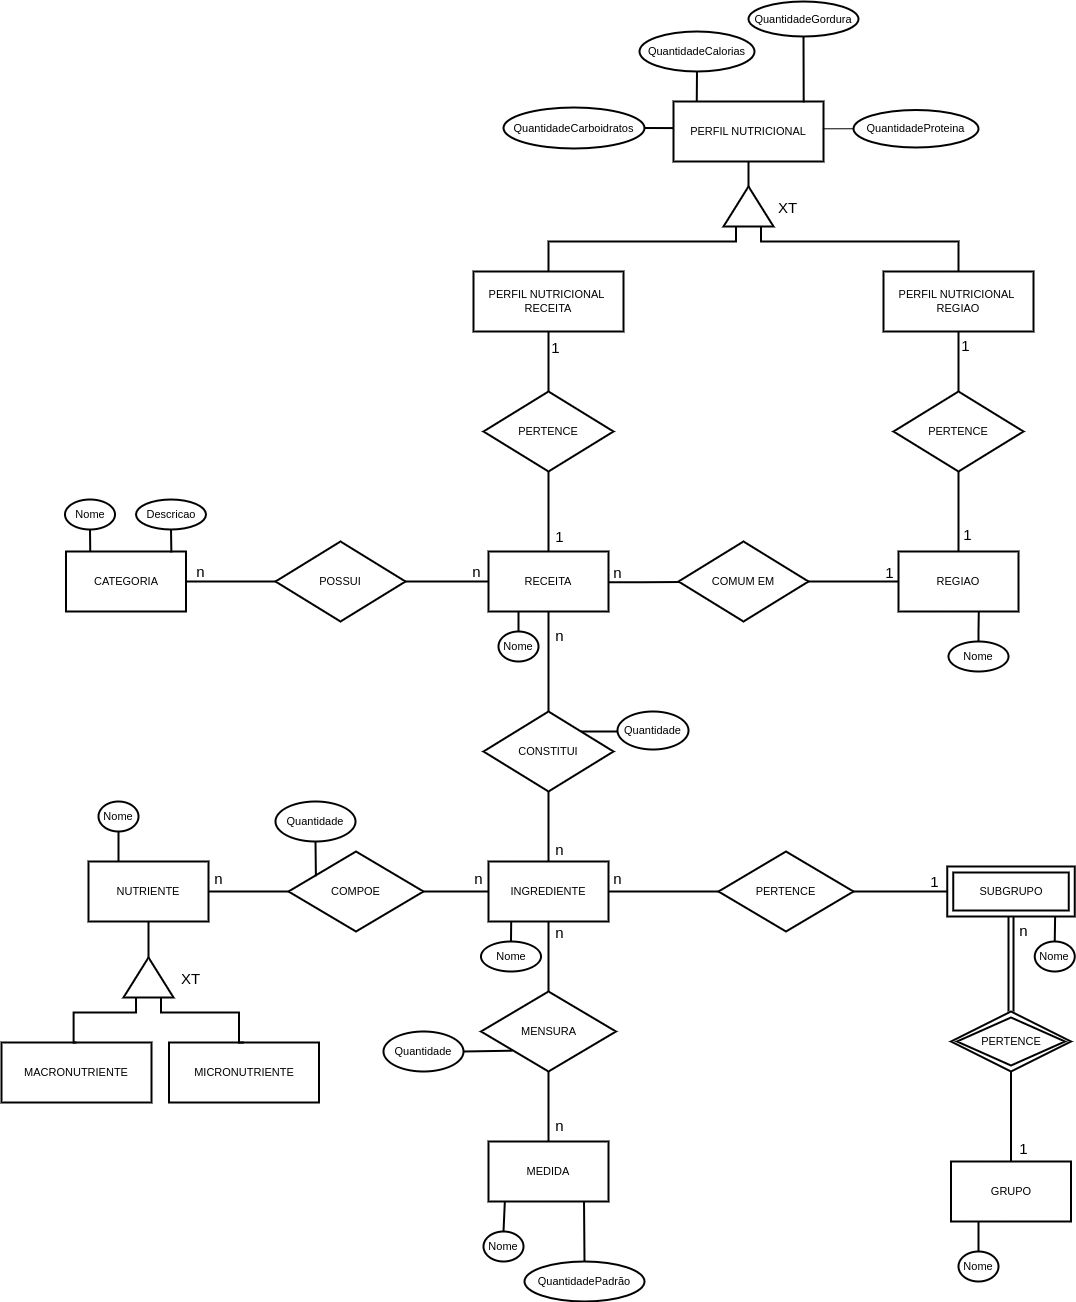 QuantidadeGordura
QuantidadeCalorias
QuantidadeCarboidratos
PERFIL NUTRICIONAL
QuantidadeProteina
XT
PERFIL NUTRICIONAL
RECEITA
PERFIL NUTRICIONAL
REGIAO
1
1
PERTENCE
PERTENCE
Nome
Descricao
1
1
CATEGORIA
n
POSSUI
n
RECEITA
n
COMUM EM
1
REGIAO
Nome
n
Nome
CONSTITUI
Quantidade
Nome
Quantidade
n
NUTRIENTE
n
COMPOE
n
INGREDIENTE
n
PERTENCE
1
SUBGRUPO
Nome
n
n
Nome
XT
Quantidade
MENSURA
PERTENCE
MACRONUTRIENTE
MICRONUTRIENTE
n
1
MEDIDA
GRUPO
Nome
QuantidadePadrão
Nome